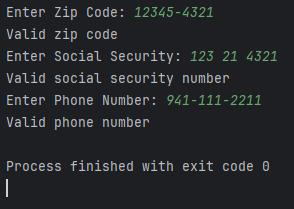 Enter Zip Code: 12345-4321
Valid zip code
Enter Social Security: 123 21 4321
Valid social security number
Enter Phone Number: 941-111-2211
Valid phone number
Process finished with exit code 0